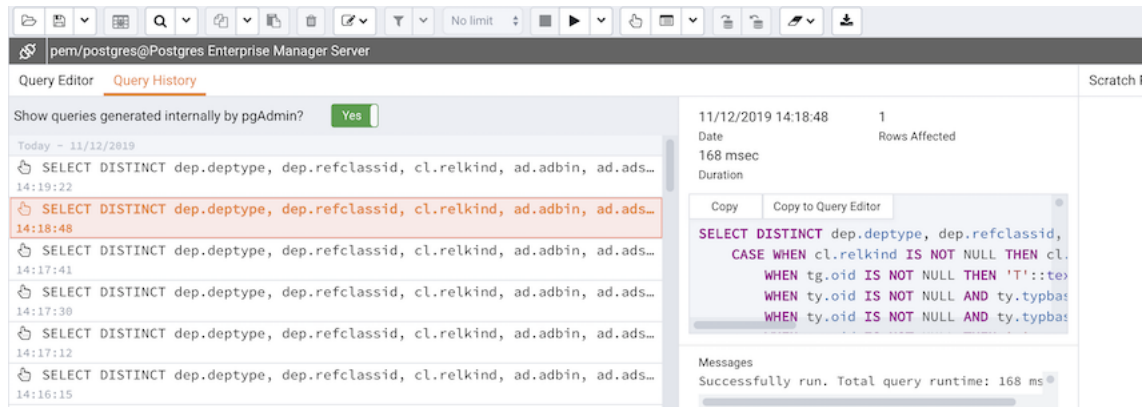 No limit
pem/postgres@Postgres Enterprise Manager Server
Query Editor Query History
Scratch
Show queries generated internally by pgAdmin? Yes
Today - 11/12/2019
SELECT DISTINCT dep.deptype, dep.refclassid, cl.relkind, ad.adbin, ad.ads…
14:19:22
SELECT DISTINCT dep.deptype, dep.refclassid, cl.relkind, ad.adbin, ad.ads…
14:18:48
SELECT DISTINCT dep.deptype, dep.refclassid, cl.relkind, ad.adbin, ad.ads…
14:17:41
SELECT DISTINCT dep.deptype, dep.refclassid, cl.relkind, ad.adbin, ad.ads…
14:17:30
SELECT DISTINCT dep.deptype, dep.refclassid, cl.relkind, ad.adbin, ad.ads…
14:17:12
SELECT DISTINCT dep.deptype, dep.refclassid, cl.relkind, ad.adbin, ad.ads…
14:16:15
11/12/2019 14:18:48 1
Date Rows Affected
168 msec
Duration
Copy Copy to Query Editor
SELECT DISTINCT dep.deptype, dep.refclassid,
CASE WHEN cl.relkind IS NOT NULL THEN cl.
WHEN tg.oid IS NOT NULL THEN 'T'::te
WHEN ty.oid IS NOT NULL AND ty.typbas
WHEN ty.oid IS NOT NULL AND ty.typbas
Messages
Successfully run. Total query runtime: 168 ms